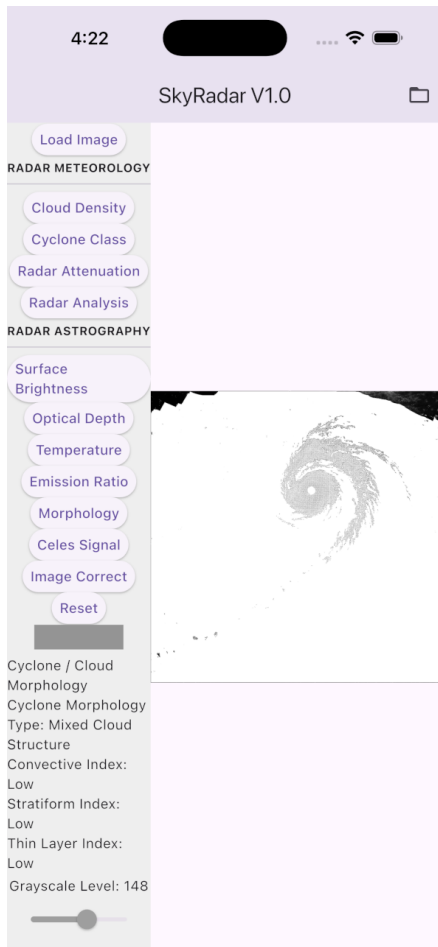 4:22
SkyRadar V1.0
Load Image
RADAR METEOROLOGY
Cloud Density
Cyclone Class
Radar Attenuation
Radar Analysis
RADAR ASTROGRAPHY
Surface
Brightness
Optical Depth
Temperature
Emission Ratio
Morphology
Celes Signal
Image Correct
Reset
Cyclone / Cloud
Morphology
Cyclone Morphology
Type: Mixed Cloud
Structure
Convective Index:
Low
Stratiform Index:
Low
Thin Layer Index:
Low
Grayscale Level: 148